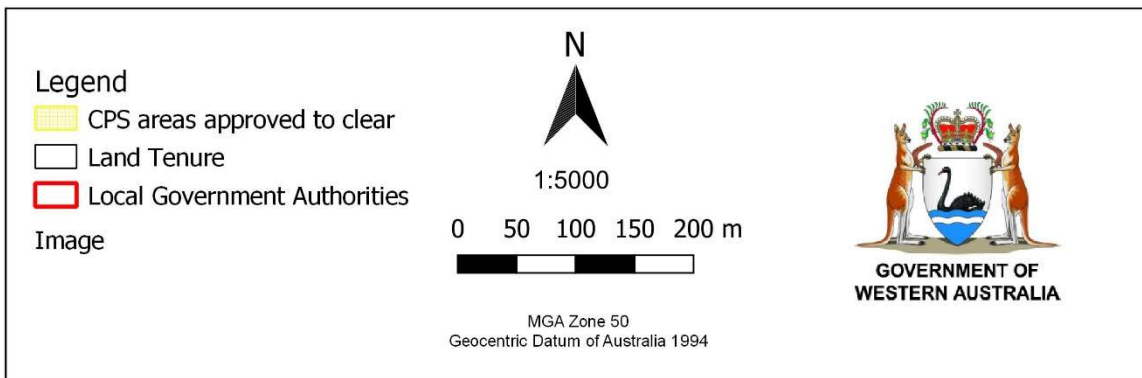 Legend
CPS areas approved to clear
Land Tenure
Local Government Authorities
Image
N
1:5000
0 50 100 150 200 m
MGA Zone 50
Geocentric Datum of Australia 1994
GOVERNMENT OF
WESTERN AUSTRALIA